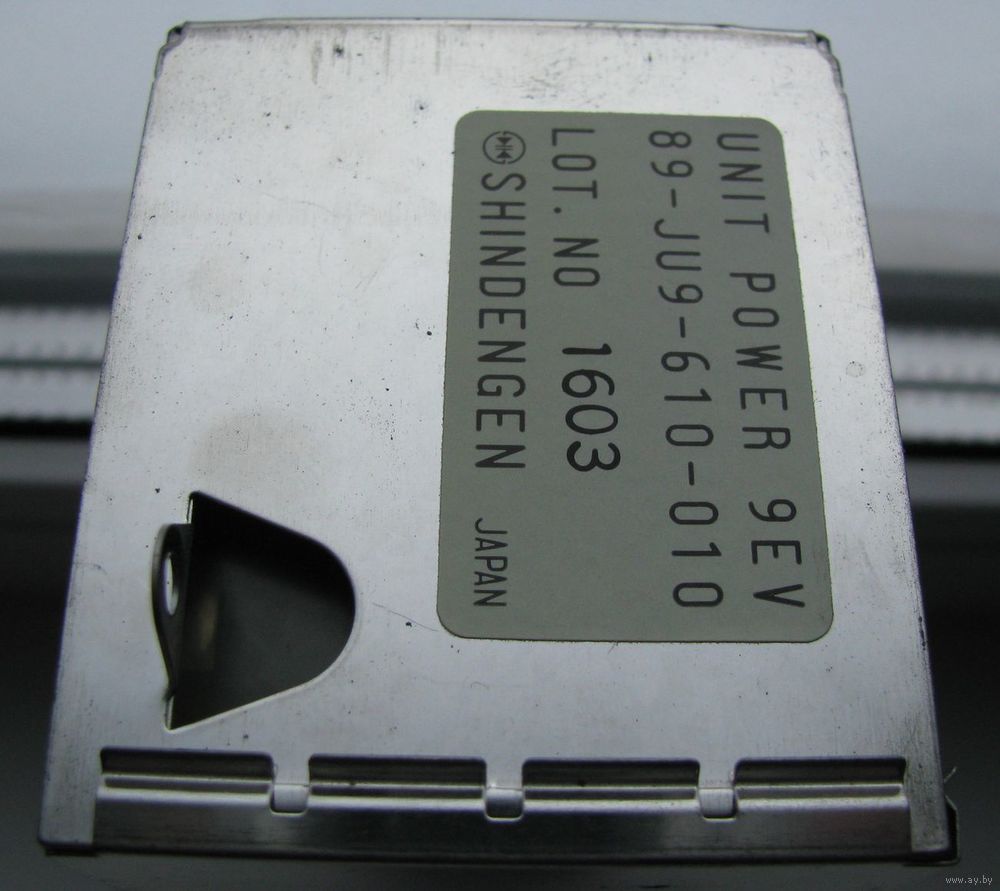 UNIT POWER 9EV
89-JU9-610-010
LOT. NO 1603
SHINDENGEN JAPAN
www.ay.by